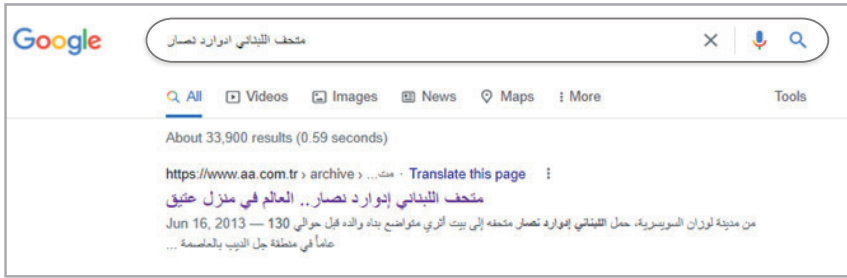 Google
متحف اللبناني ادوارد نصار
All Videos Images News Maps More Tools
About 33,900 results (0.59 seconds)
https://www.aa.com.tr › archive › مت... · Translate this page
متحف اللبناني إدوارد نصار.. العالم في منزل عتيق
من مدينة لوزان السويسرية، حمل اللبناني إدوارد نصار متحفه إلى بيت أثري متواضع بناه والده قبل حوالي 130 — Jun 16, 2013
عاماً في منطقة جل الديب بالعاصمة ...